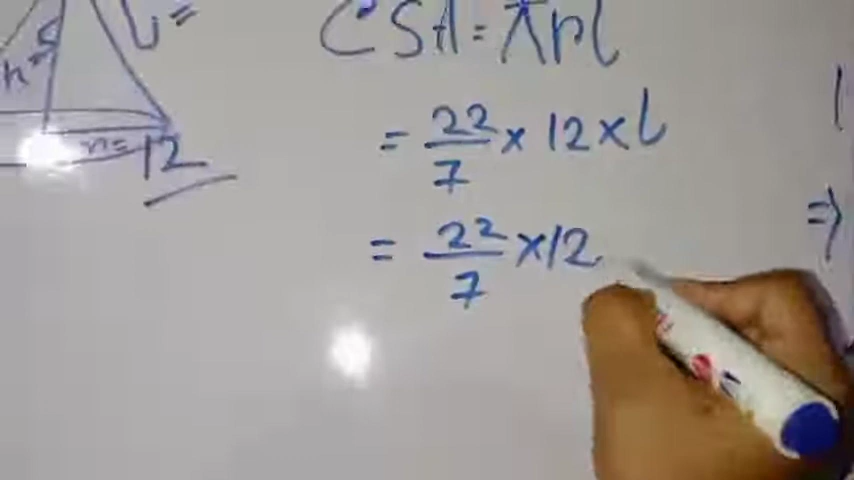 l =
h =
r = 12
CSA = πrl
= 22/7 × 12 × l
= 22/7 × 12
⇒